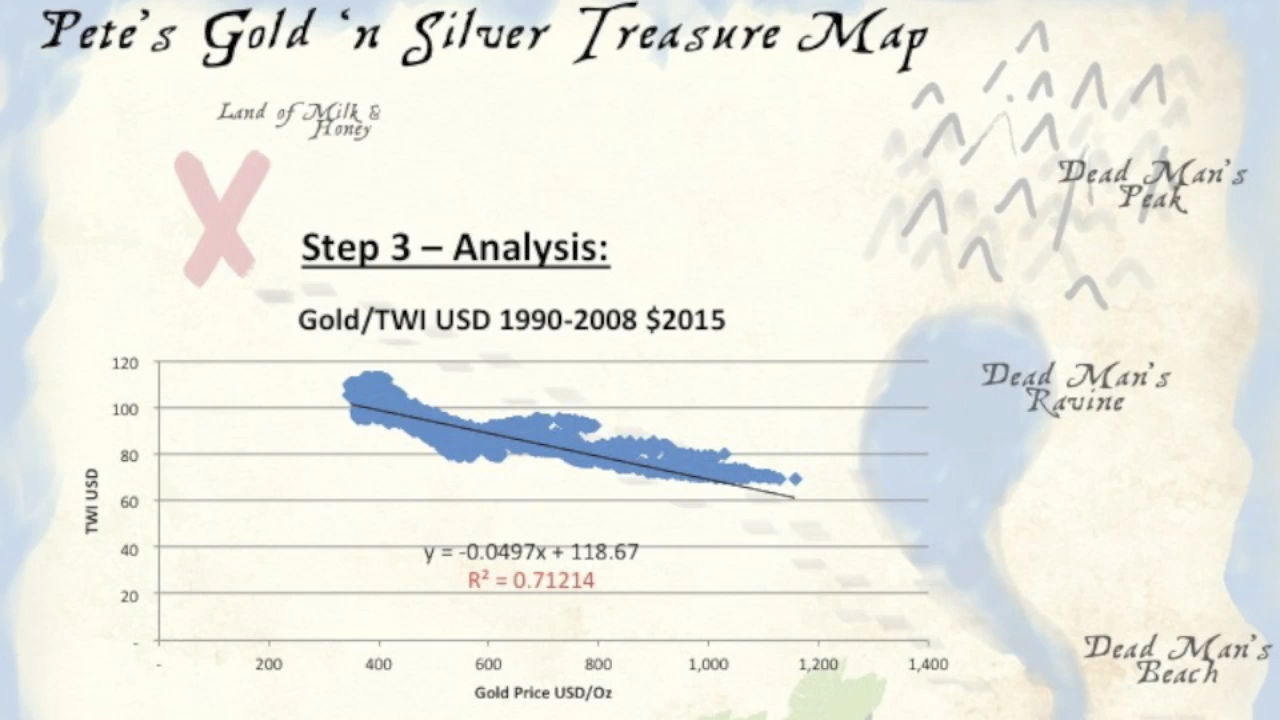 Pete's Gold 'n Silver Treasure Map
Land of Milk &
Honey
Dead Man's
Peak
Step 3 – Analysis:
Gold/TWI USD 1990-2008 $2015
Dead Man's
Ravine
120
100
80
60
40
20
-
TWI USD
y = -0.0497x + 118.67
R² = 0.71214
- 200 400 600 800 1,000 1,200 1,400
Gold Price USD/Oz
Dead Man's
Beach